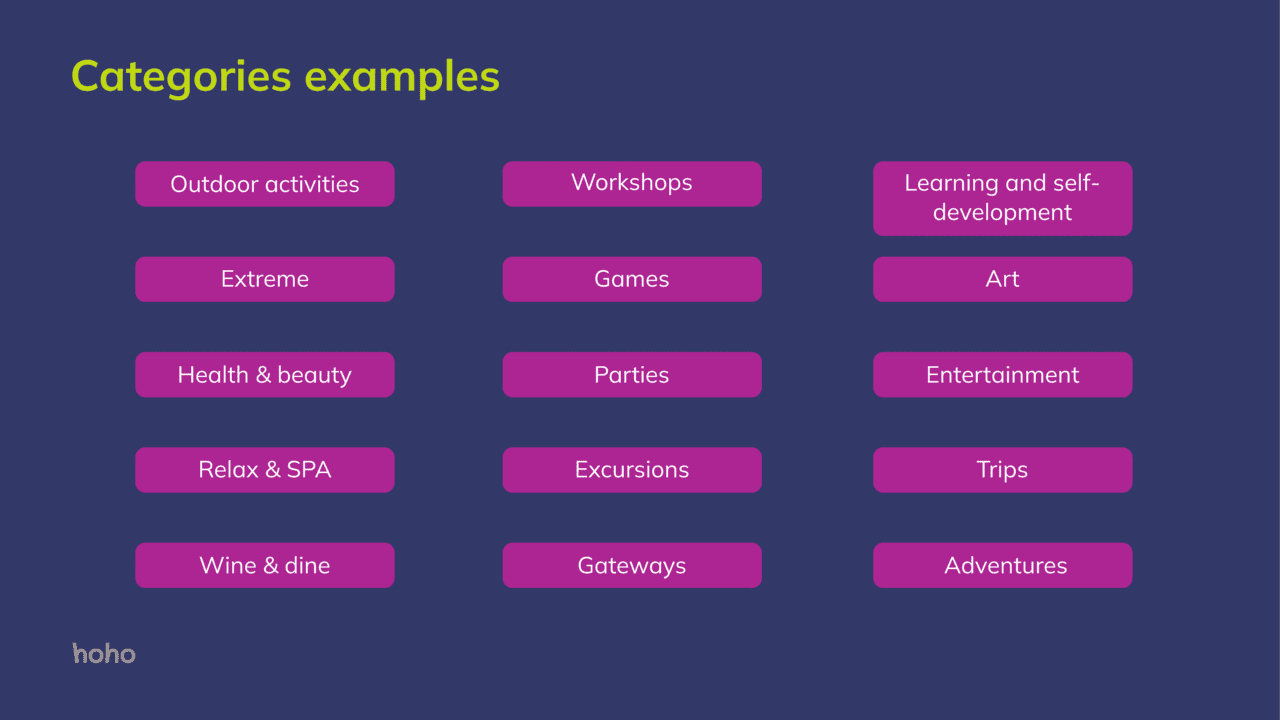 Categories examples
Outdoor activities
Workshops
Learning and self-
development
Extreme
Games
Art
Health & beauty
Parties
Entertainment
Relax & SPA
Excursions
Trips
Wine & dine
Gateways
Adventures
hoho